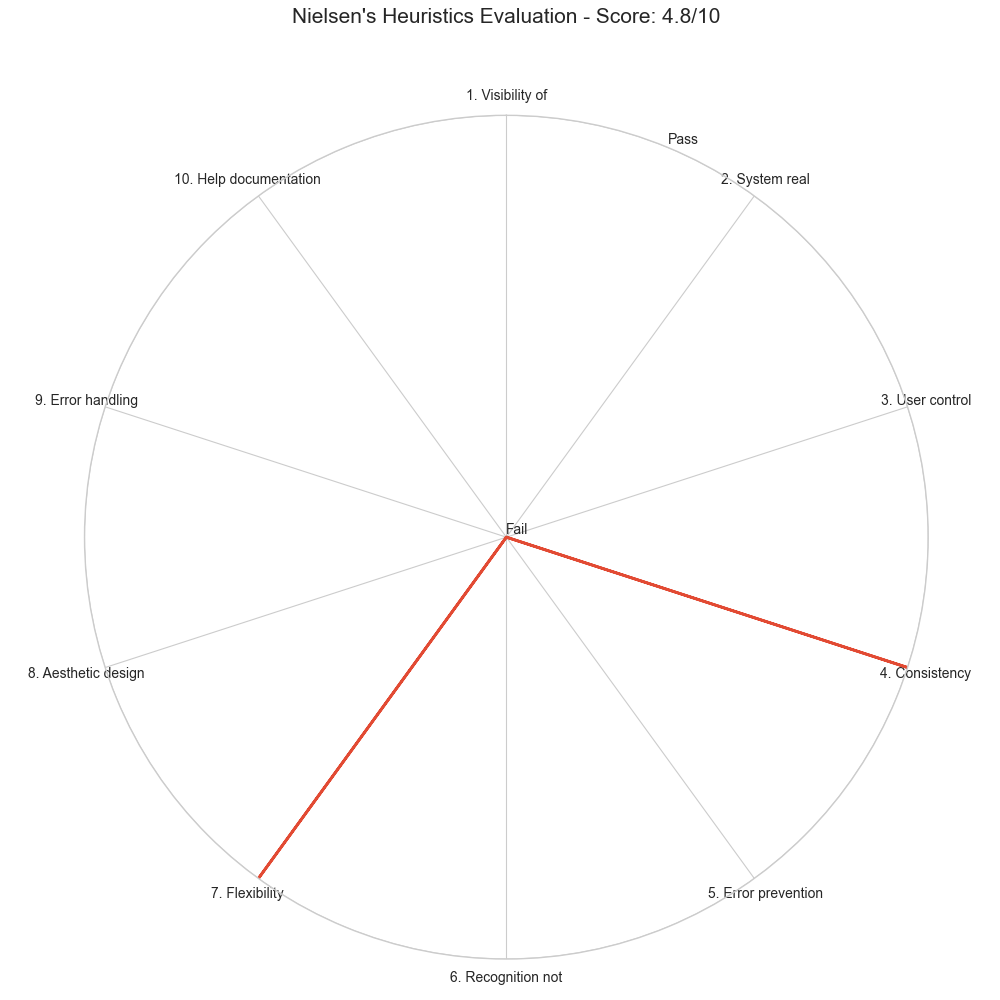 Nielsen's Heuristics Evaluation - Score: 4.8/10
1. Visibility of
Pass
10. Help documentation
2. System real
9. Error handling
3. User control
Fail
8. Aesthetic design
4. Consistency
7. Flexibility
5. Error prevention
6. Recognition not